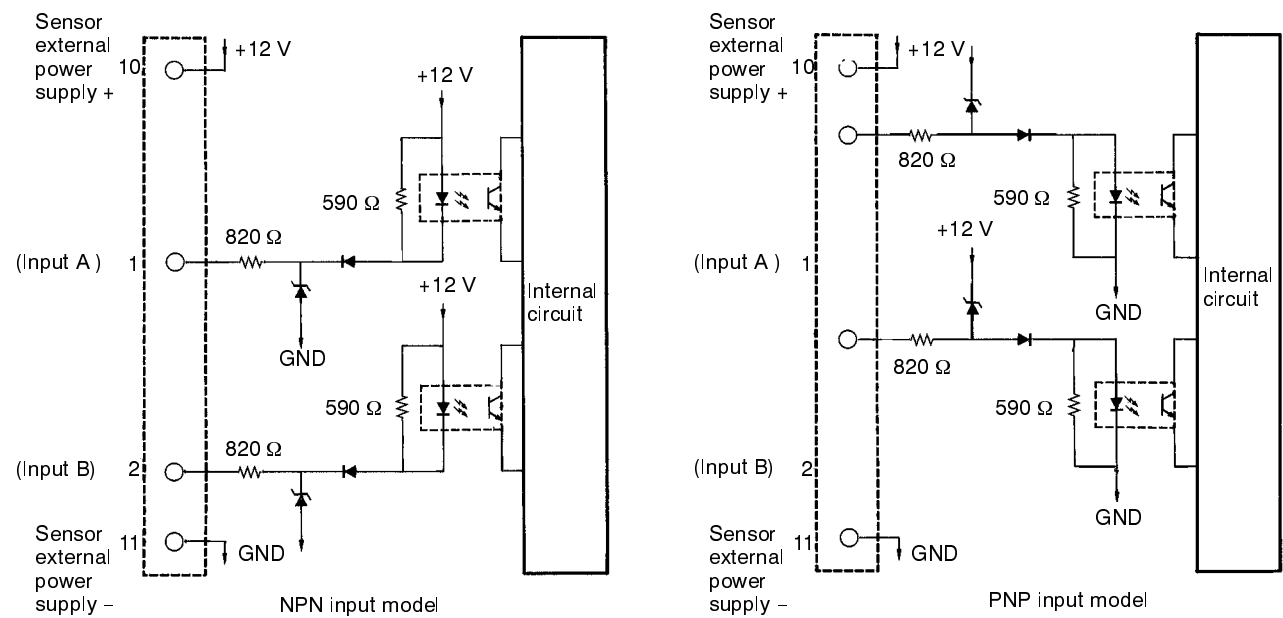 Sensor
external
power
supply +
10
+12 V
+12 V
590 Ω
820 Ω
(Input A )
1
GND
+12 V
Internal
circuit
590 Ω
820 Ω
(Input B)
2
Sensor
external
power
supply −
11
GND
NPN input model
Sensor
external
power
supply +
10
+12 V
820 Ω
590 Ω
+12 V
(Input A )
1
GND
Internal
circuit
820 Ω
590 Ω
(Input B)
2
GND
Sensor
external
power
supply −
11
GND
PNP input model